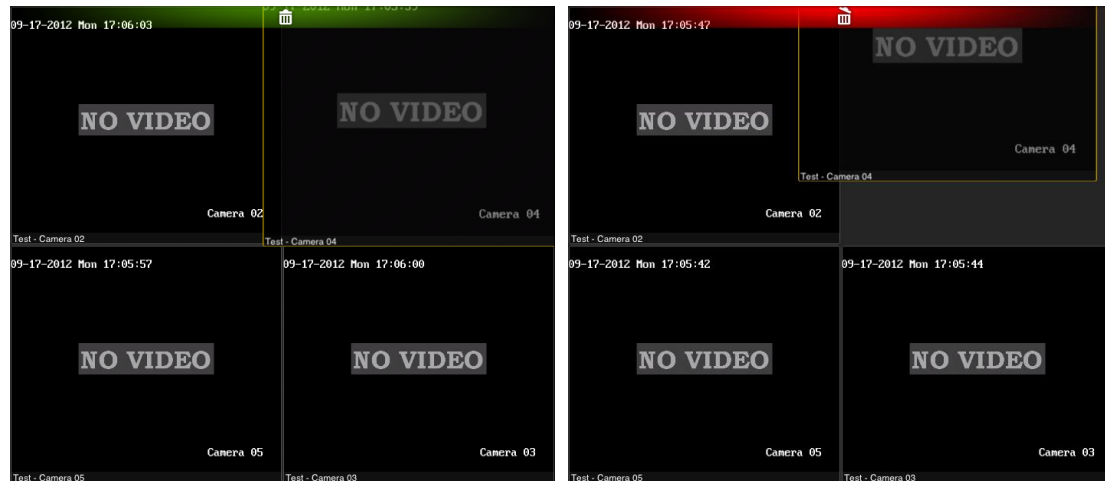 09-17-2012 Mon 17:06:03
NO VIDEO
Camera 02
Test - Camera 02
NO VIDEO
Camera 04
Test - Camera 04
09-17-2012 Mon 17:05:57
NO VIDEO
Camera 05
Test - Camera 05
09-17-2012 Mon 17:06:00
NO VIDEO
Camera 03
Test - Camera 03
09-17-2012 Mon 17:05:47
NO VIDEO
Camera 02
Test - Camera 02
NO VIDEO
Camera 04
Test - Camera 04
09-17-2012 Mon 17:05:42
NO VIDEO
Camera 05
Test - Camera 05
09-17-2012 Mon 17:05:44
NO VIDEO
Camera 03
Test - Camera 03